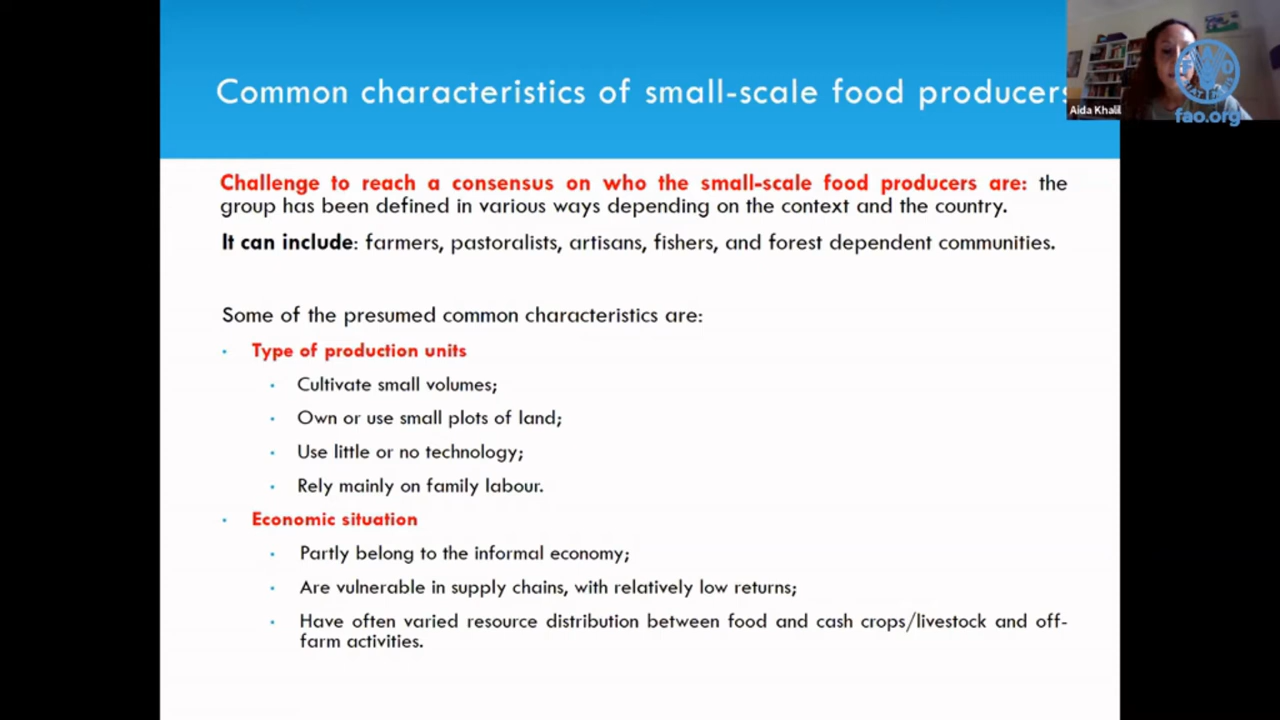 Common characteristics of small-scale food producers
Aida Khalil
fao.org
Challenge to reach a consensus on who the small-scale food producers are: the
group has been defined in various ways depending on the context and the country.
It can include: farmers, pastoralists, artisans, fishers, and forest dependent communities.
Some of the presumed common characteristics are:
• Type of production units
• Cultivate small volumes;
• Own or use small plots of land;
• Use little or no technology;
• Rely mainly on family labour.
• Economic situation
• Partly belong to the informal economy;
• Are vulnerable in supply chains, with relatively low returns;
• Have often varied resource distribution between food and cash crops/livestock and off-
farm activities.